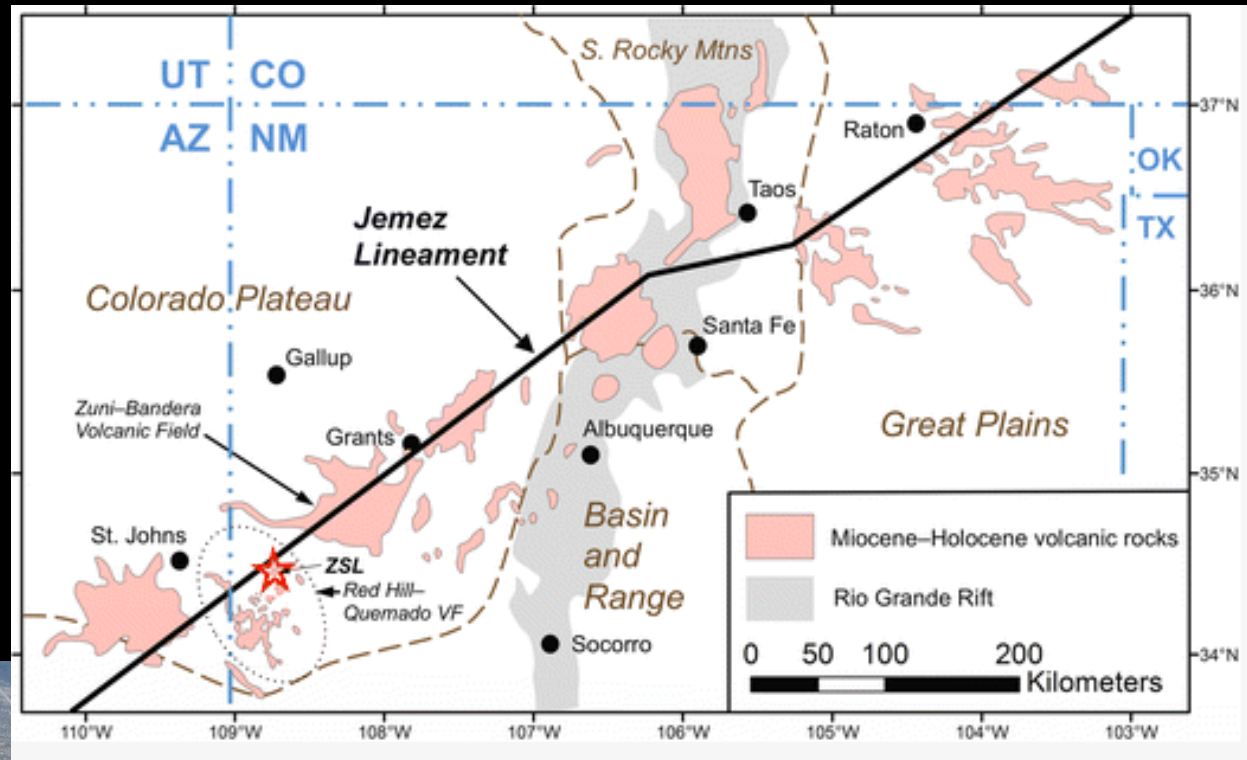 S. Rocky Mtns
UT CO
AZ NM
37°N
Raton
OK
TX
Taos
Jemez
Lineament
Colorado Plateau
36°N
Santa Fe
Gallup
Zuni–Bandera
Volcanic Field
Grants
Albuquerque
Great Plains
35°N
Basin
and
Range
St. Johns
ZSL
Red Hill–
Quemado VF
Socorro
Miocene–Holocene volcanic rocks
Rio Grande Rift
0 50 100 200
Kilometers
34°N
110°W 109°W 108°W 107°W 106°W 105°W 104°W 103°W